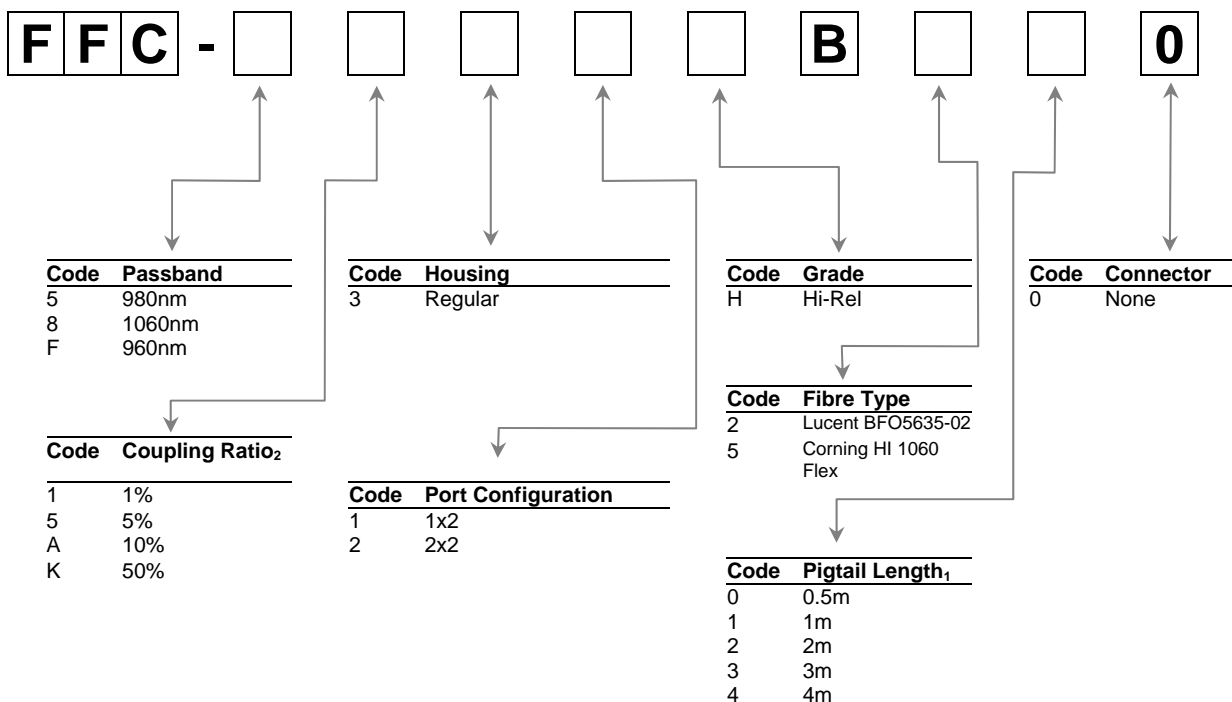 FFC- B 0
Code Passband
5 980nm
8 1060nm
F 960nm
Code Housing
3 Regular
Code Grade
H Hi-Rel
Code Connector
0 None
Code Fibre Type
2 Lucent BFO5635-02
5 Corning HI 1060
Flex
Code Coupling Ratio2
1 1%
5 5%
A 10%
K 50%
Code Port Configuration
1 1x2
2 2x2
Code Pigtail Length1
0 0.5m
1 1m
2 2m
3 3m
4 4m